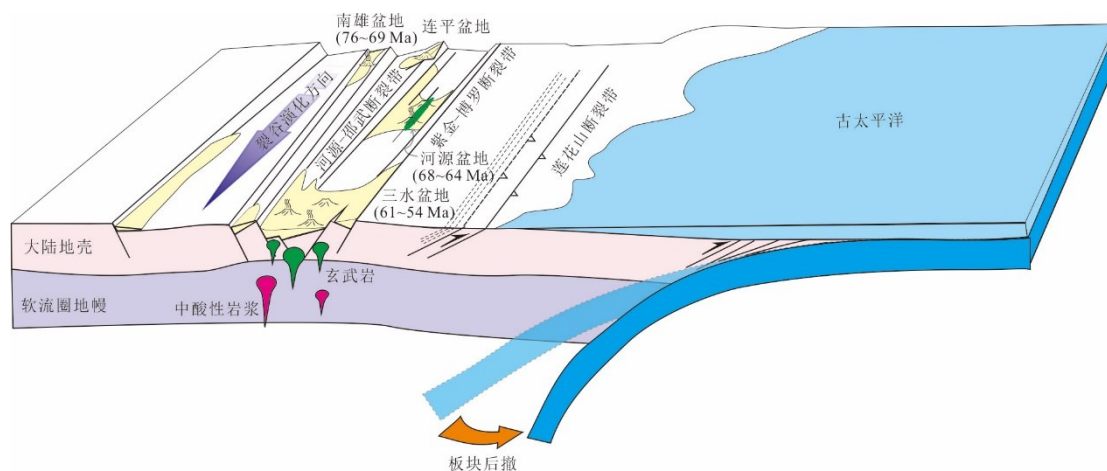 南雄盆地
(76~69 Ma)
连平盆地
裂谷演化方向
河源-邵武断裂带
紫金-博罗断裂带
河源盆地
(68~64 Ma)
三水盆地
(61~54 Ma)
莲花山断裂带
古太平洋
大陆地壳
玄武岩
软流圈地幔
中酸性岩浆
板块后撤